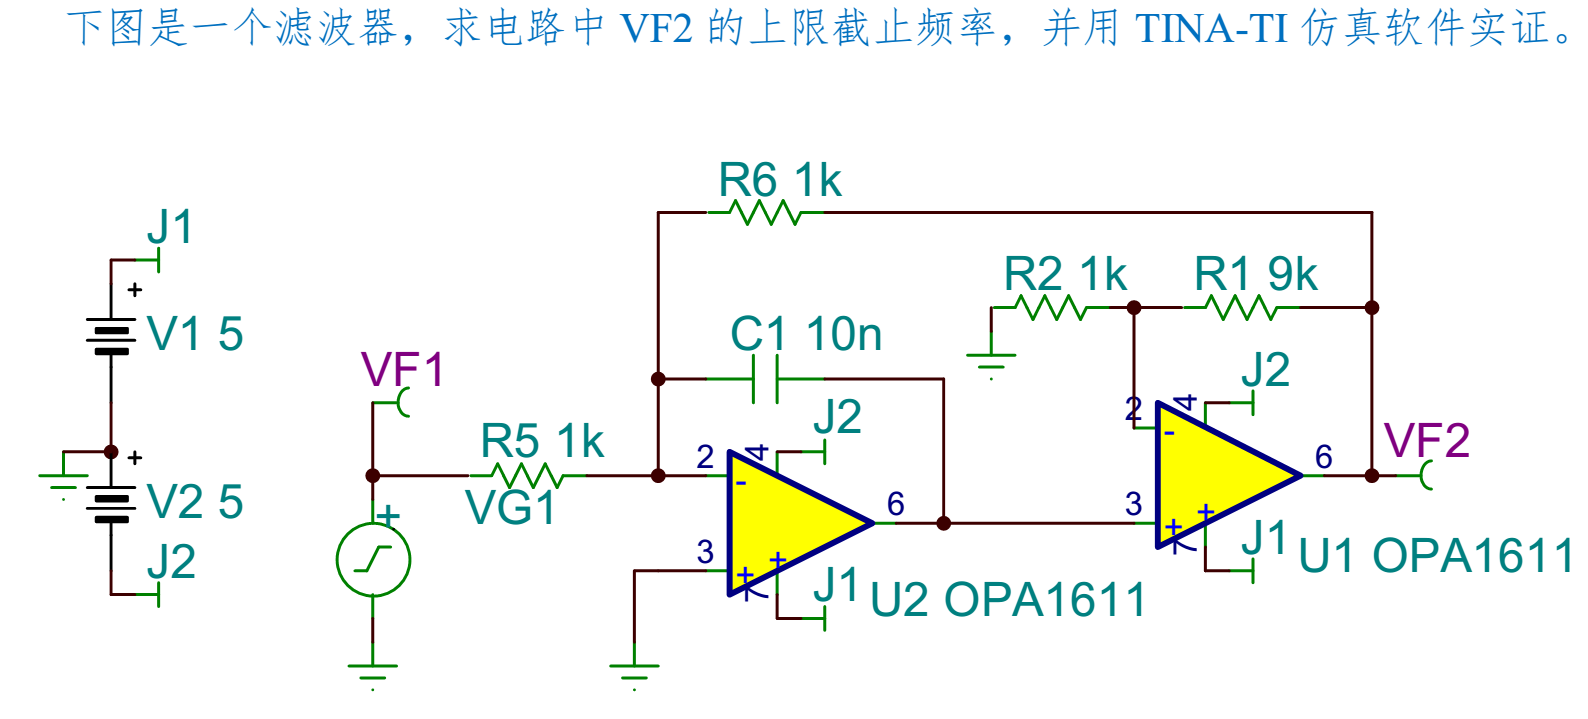 下图是一个滤波器，求电路中 VF2 的上限截止频率，并用 TINA-TI 仿真软件实证。
R6 1k
J1
+
V1 5
R2 1k
R1 9k
C1 10n
VF1
J2
2
4
-
J2
VF2
R5 1k
2
4
-
6
+
V2 5
VG1
+
6
3
+
+
7
J1
U1 OPA1611
J2
3
+
+
7
J1
U2 OPA1611